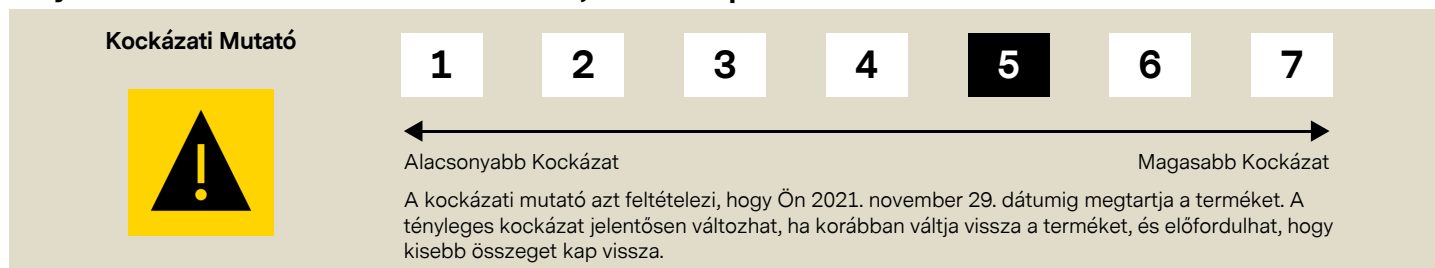 Kockázati Mutató
1 2 3 4 5 6 7
Alacsonyabb Kockázat Magasabb Kockázat
A kockázati mutató azt feltételezi, hogy Ön 2021. november 29. dátumig megtartja a terméket. A
tényleges kockázat jelentősen változhat, ha korábban váltja vissza a terméket, és előfordulhat, hogy
kisebb összeget kap vissza.